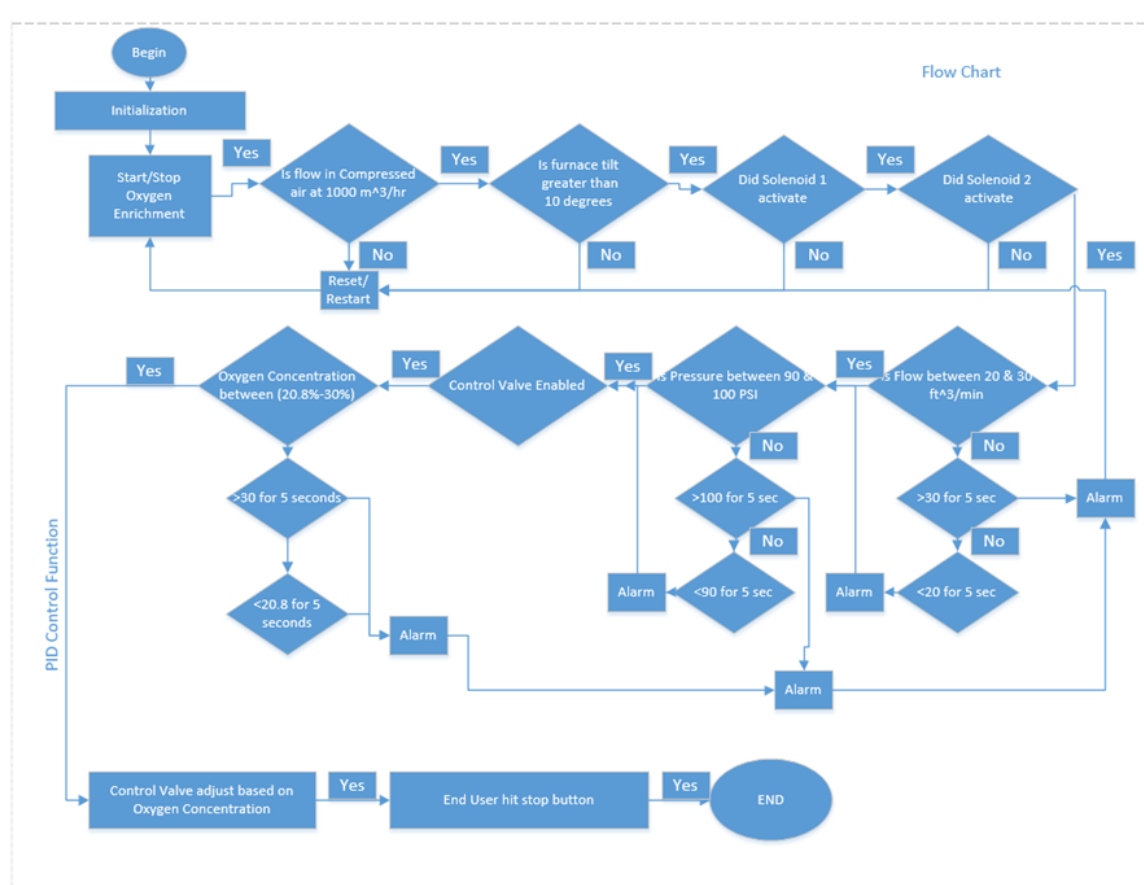 Begin
Flow Chart
Initialization
Yes
Yes
Yes
Yes
Start/Stop
Oxygen
Enrichment
Is flow in Compressed
air at 1000 m^3/hr
Is furnace tilt
greater than
10 degrees
Did Solenoid 1
activate
Did Solenoid 2
activate
No
No
No
No
Yes
Reset/
Restart
Yes
Oxygen Concentration
between (20.8%-30%)
Yes
Control Valve Enabled
Yes
Is Pressure between 90 &
100 PSI
Yes
Is Flow between 20 & 30
ft^3/min
No
No
>30 for 5 seconds
>100 for 5 sec
>30 for 5 sec
Alarm
No
No
<20.8 for 5
seconds
Alarm
Alarm
<90 for 5 sec
Alarm
<20 for 5 sec
Alarm
PID Control Function
Control Valve adjust based on
Oxygen Concentration
Yes
End User hit stop button
Yes
END